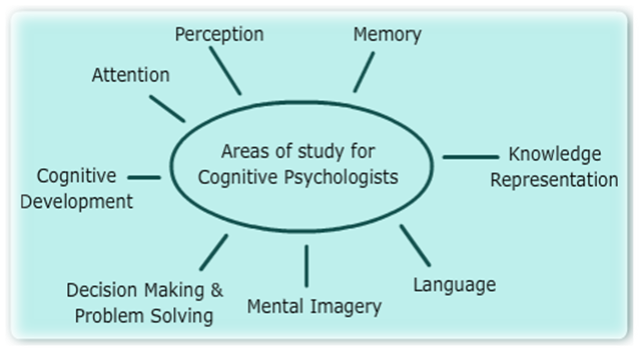 Perception
Memory
Attention
Areas of study for
Cognitive Psychologists
Knowledge
Representation
Cognitive
Development
Decision Making &
Problem Solving
Mental Imagery
Language